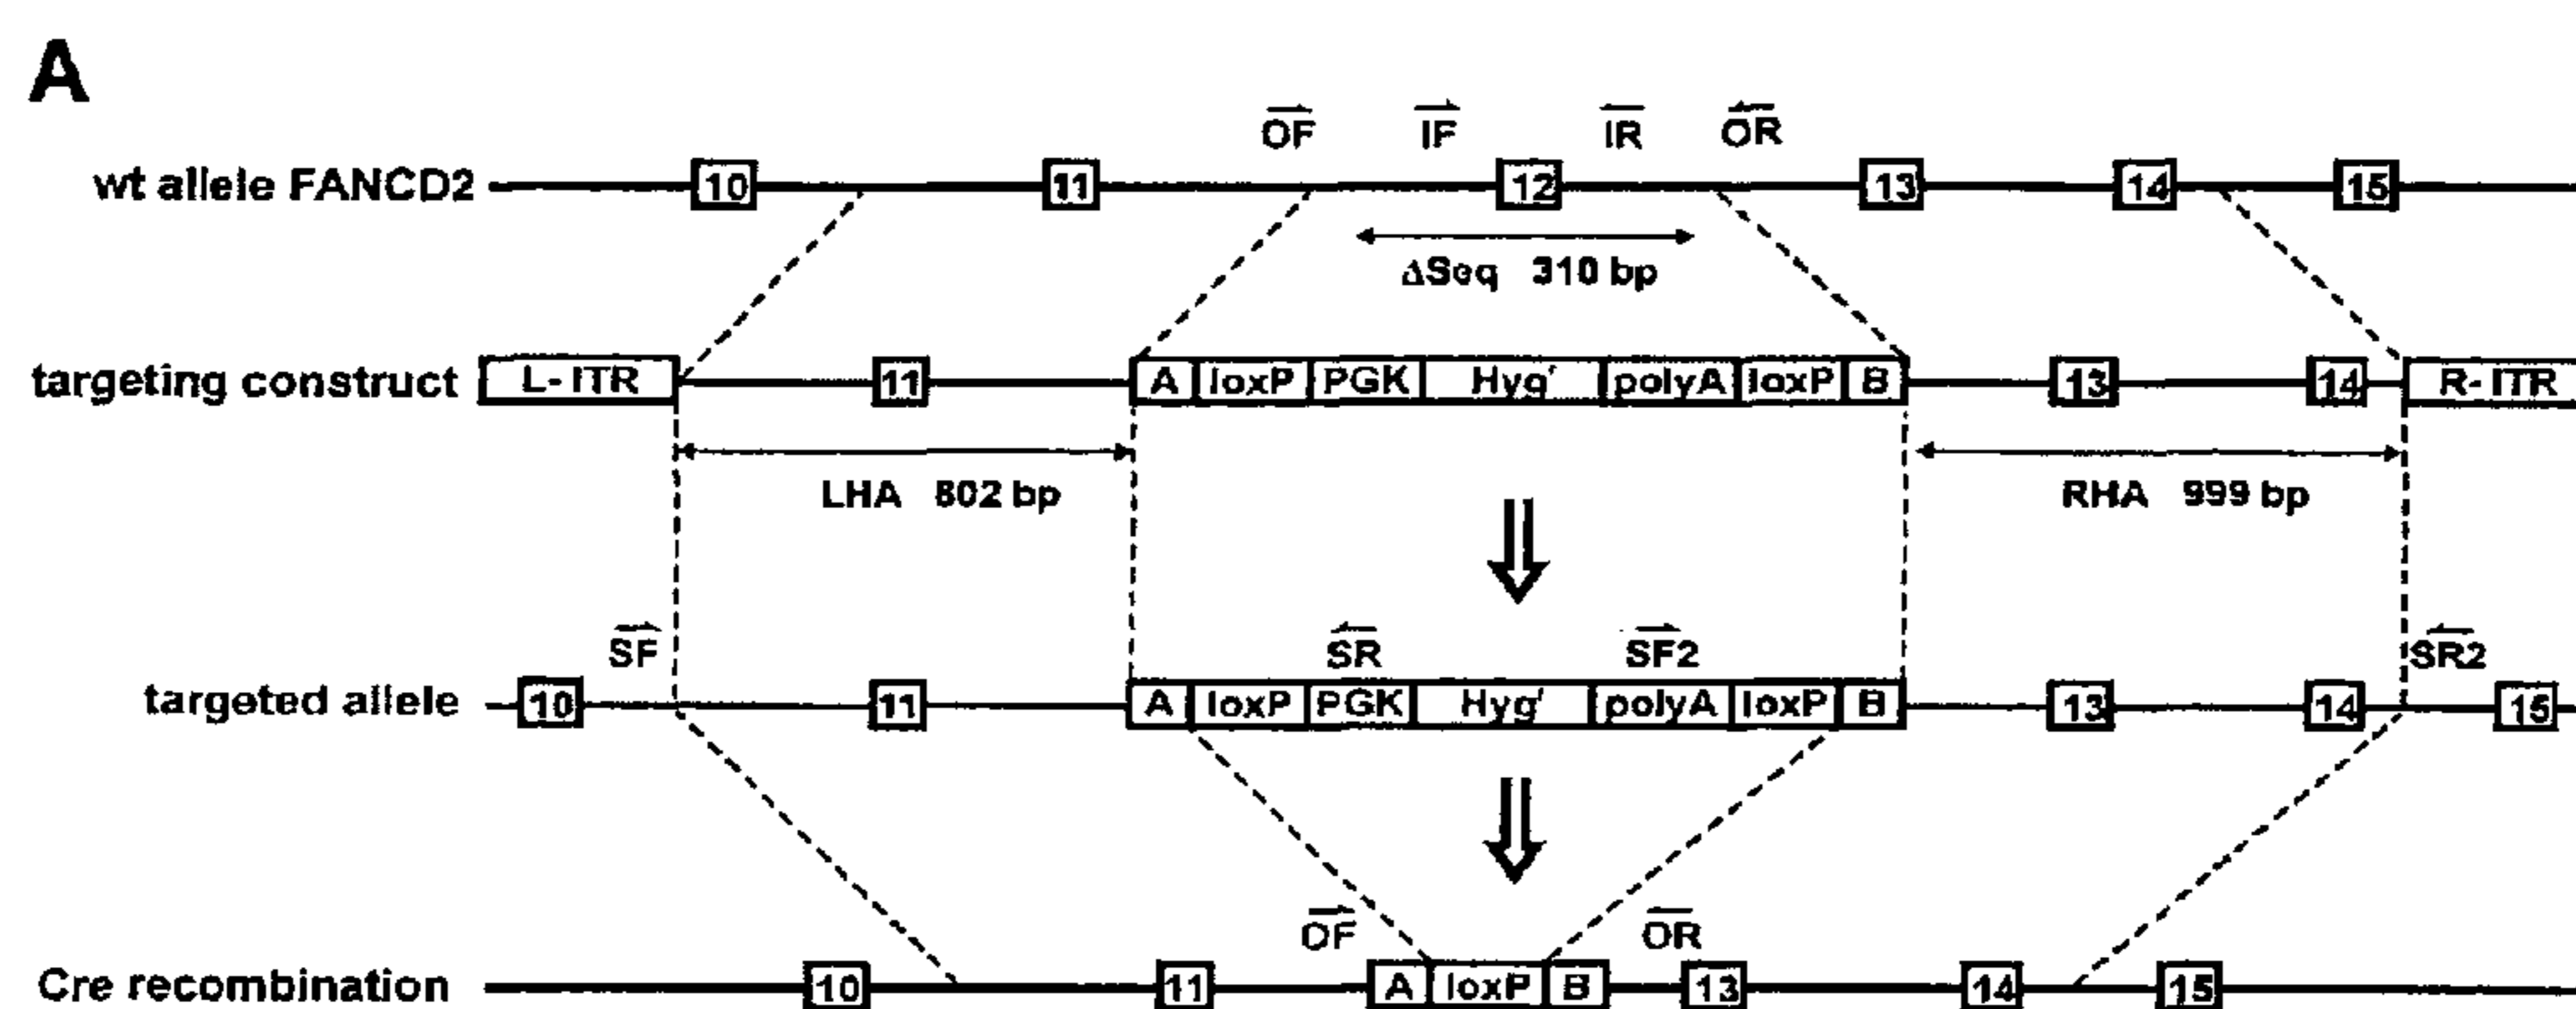 A
OF IF IR OR
wt allele FANCD2 10 11 12 13 14 15
ΔSeq 310 bp
targeting construct L- ITR 11 A loxP PGK Hygʳ polyA loxP B 13 14 R- ITR
LHA 802 bp RHA 999 bp
SF SR SF2 SR2
targeted allele 10 11 A loxP PGK Hygʳ polyA loxP B 13 14 15
OF OR
Cre recombination 10 11 A loxP B 13 14 15